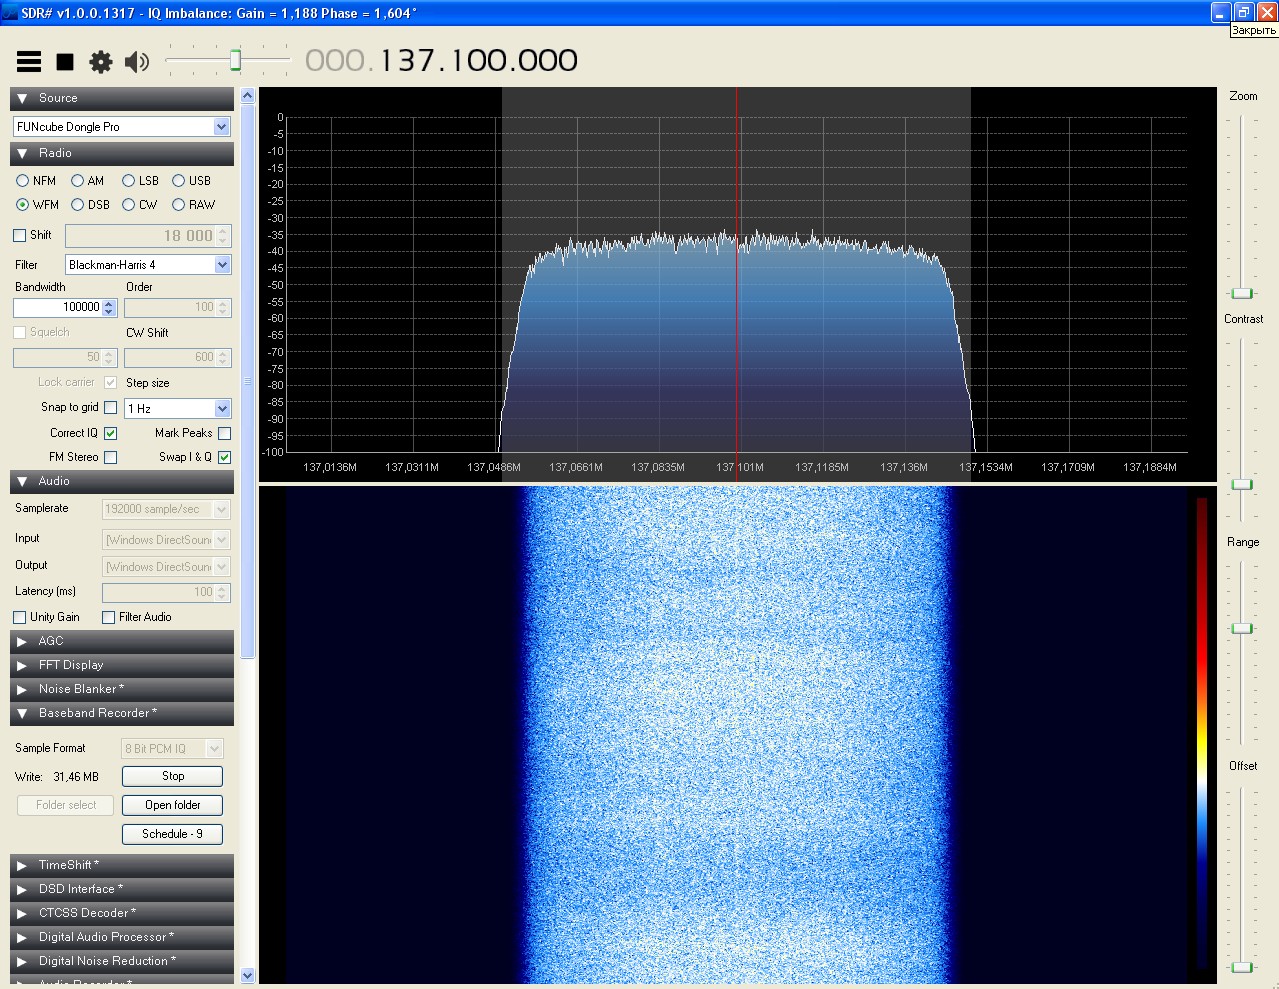 SDR# v1.0.0.1317 - IQ Imbalance: Gain = 1,188 Phase = 1,604°
Закрыть
000.137.100.000
Source
FUNcube Dongle Pro
Radio
NFM AM LSB USB
WFM DSB CW RAW
Shift 18 000
Filter Blackman-Harris 4
Bandwidth Order
100000 100
Squelch CW Shift
50 600
Lock carrier Step size
Snap to grid 1 Hz
Correct IQ Mark Peaks
FM Stereo Swap I & Q
Audio
Samplerate 192000 sample/sec
Input [Windows DirectSoun
Output [Windows DirectSoun
Latency (ms) 100
Unity Gain Filter Audio
AGC
FFT Display
Noise Blanker *
Baseband Recorder *
Sample Format 8 Bit PCM IQ
Write: 31,46 MB Stop
Folder select Open folder
Schedule - 9
TimeShift *
DSD Interface *
CTCSS Decoder *
Digital Audio Processor *
Digital Noise Reduction *
Audio Recorder *
0
-5
-10
-15
-20
-25
-30
-35
-40
-45
-50
-55
-60
-65
-70
-75
-80
-85
-90
-95
-100
137,0136M 137,0311M 137,0486M 137,0661M 137,0835M 137,101M 137,1185M 137,136M 137,1534M 137,1709M 137,1884M
Zoom
Contrast
Range
Offset